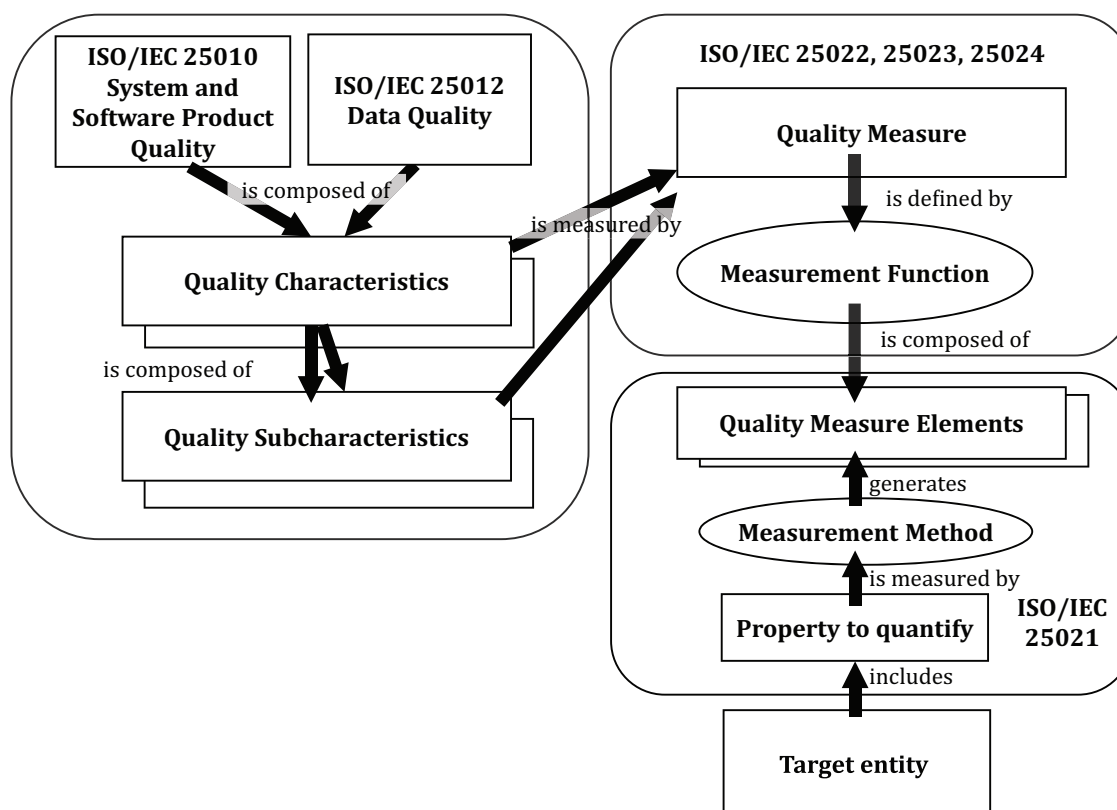 ISO/IEC 25010
System and
Software Product
Quality
ISO/IEC 25012
Data Quality
is composed of
Quality Characteristics
is composed of
Quality Subcharacteristics
is measured by
ISO/IEC 25022, 25023, 25024
Quality Measure
is defined by
Measurement Function
is composed of
Quality Measure Elements
generates
Measurement Method
is measured by
Property to quantify
ISO/IEC
25021
includes
Target entity